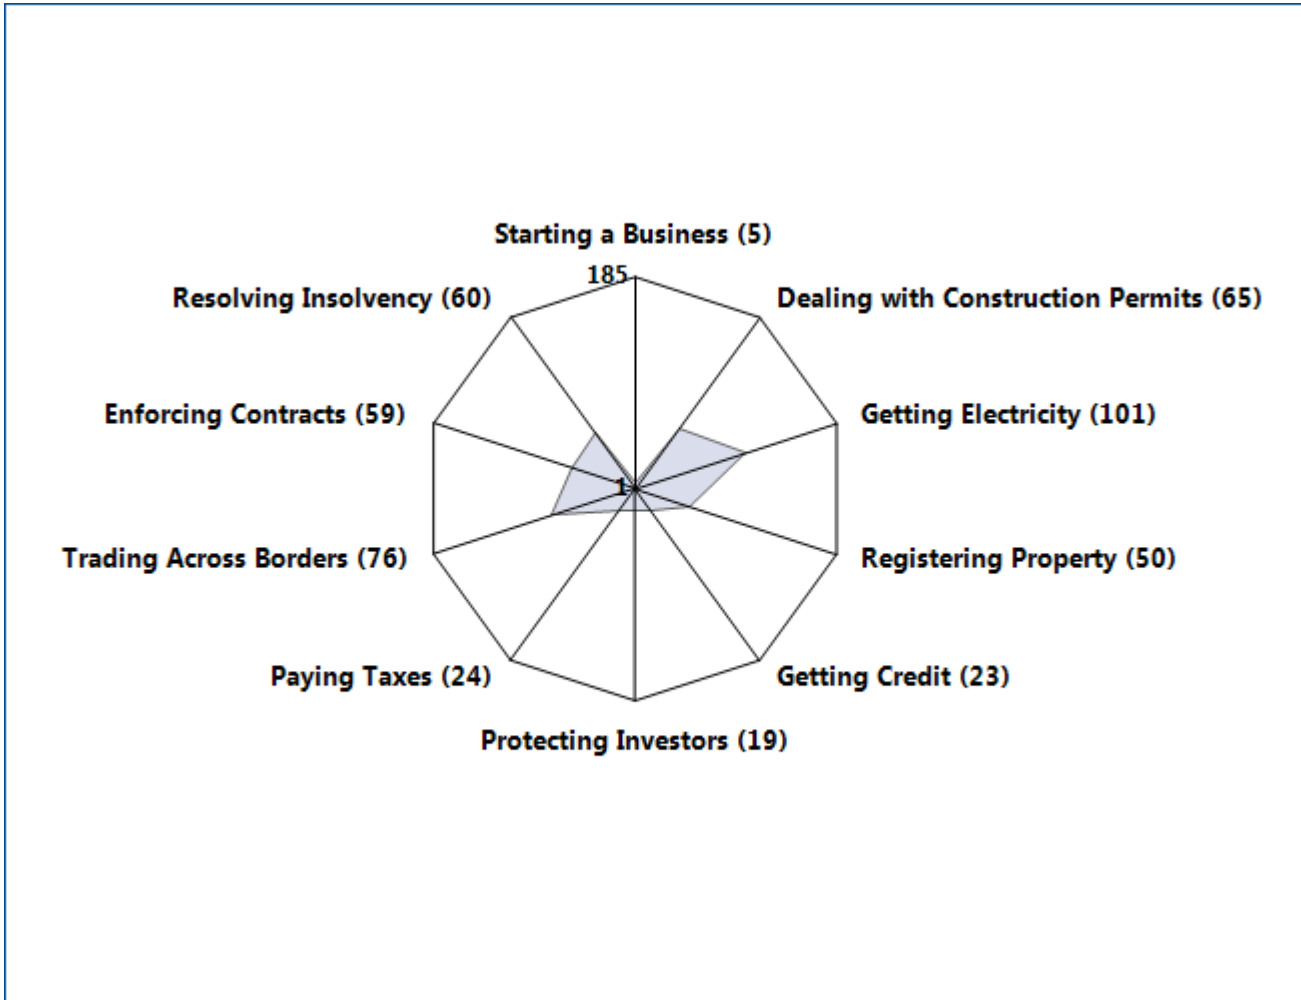 Starting a Business (5)
185
Resolving Insolvency (60)
Dealing with Construction Permits (65)
Enforcing Contracts (59)
Getting Electricity (101)
1
Trading Across Borders (76)
Registering Property (50)
Paying Taxes (24)
Getting Credit (23)
Protecting Investors (19)